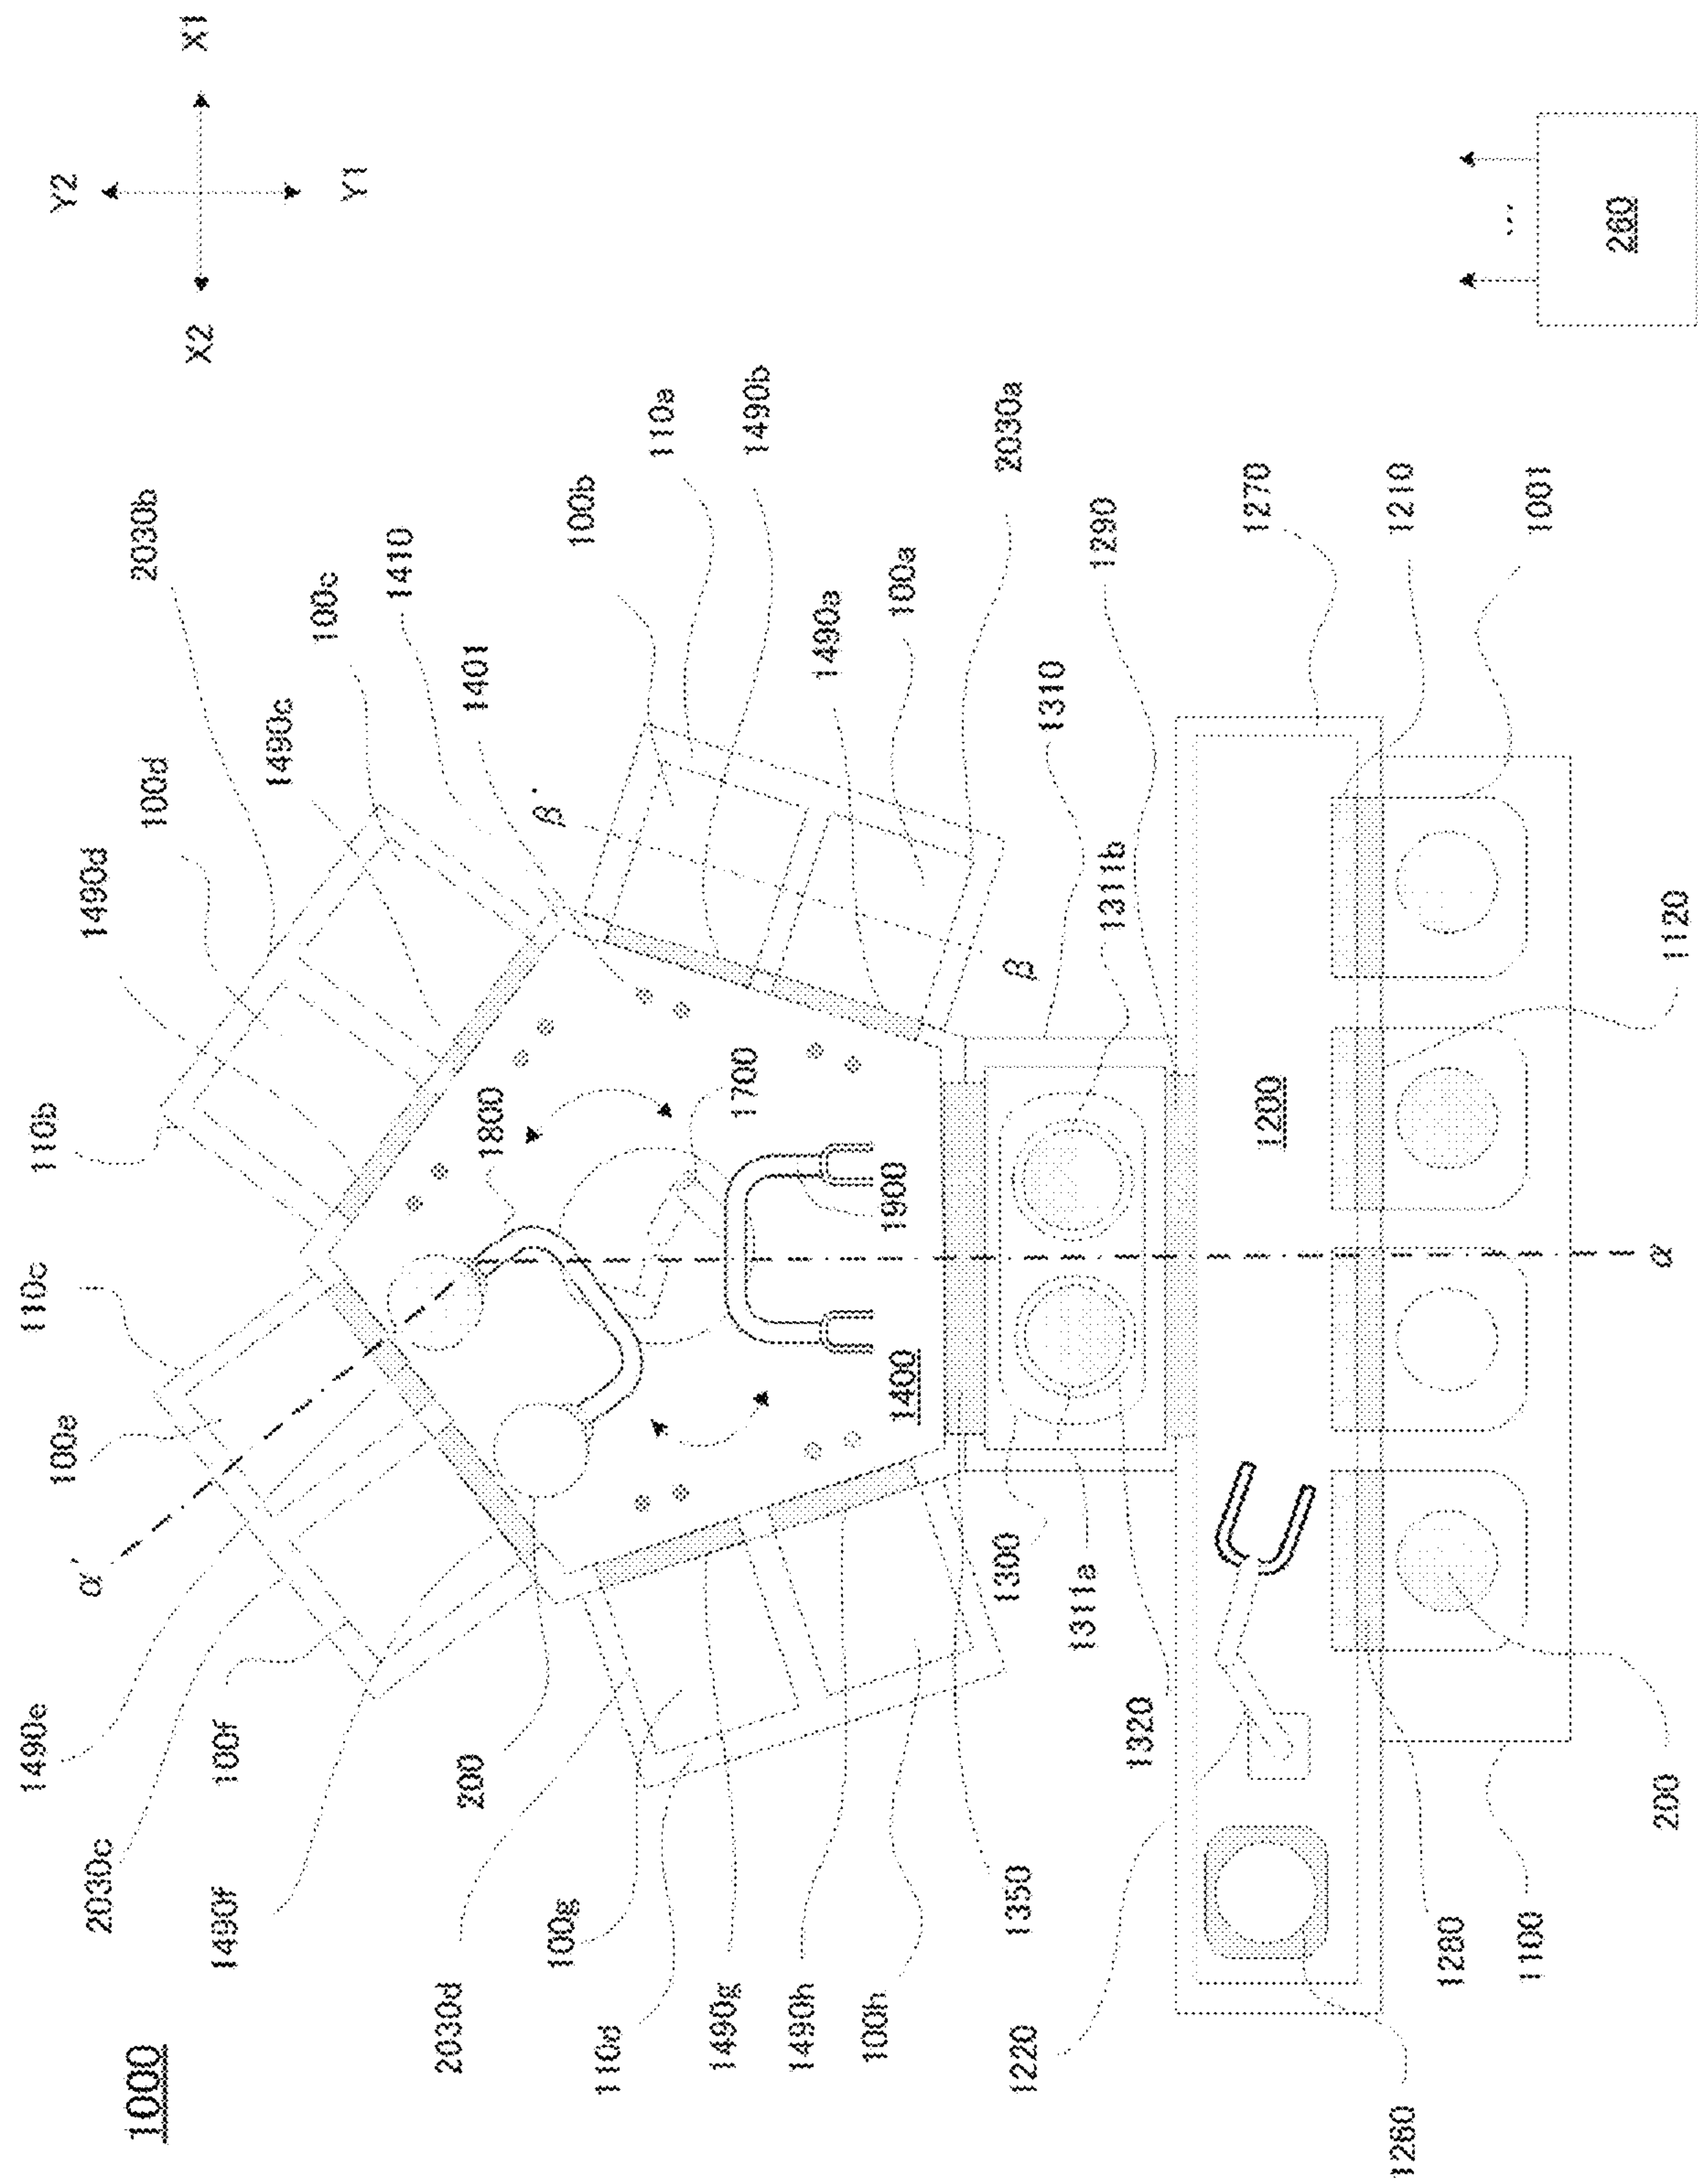 1000
X1
Y2
Y1
X2
260
2030b
100c
1410
1401
100b
110a
1490b
1490a
100a
2030a
1290
1310
1311b
1270
1210
1001
1120
1490c
100d
1490d
110b
110c
100e
α'
β'
β
1800
1700
1900
1400
1200
α
1490e
100f
2030c
1490f
200
2030d
100g
110d
1490g
1490h
100h
1300
1311a
1320
1350
1220
1280
1100
200
1260